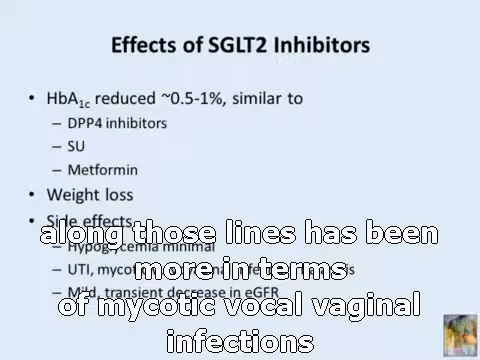 Effects of SGLT2 Inhibitors
• HbA1c reduced ~0.5-1%, similar to
– DPP4 inhibitors
– SU
– Metformin
• Weight loss
• Side effects
– Hypoglycemia minimal
– UTI,
– Mild, transient decrease in eGFR
along those lines has been
more in terms
of mycotic vocal vaginal
infections